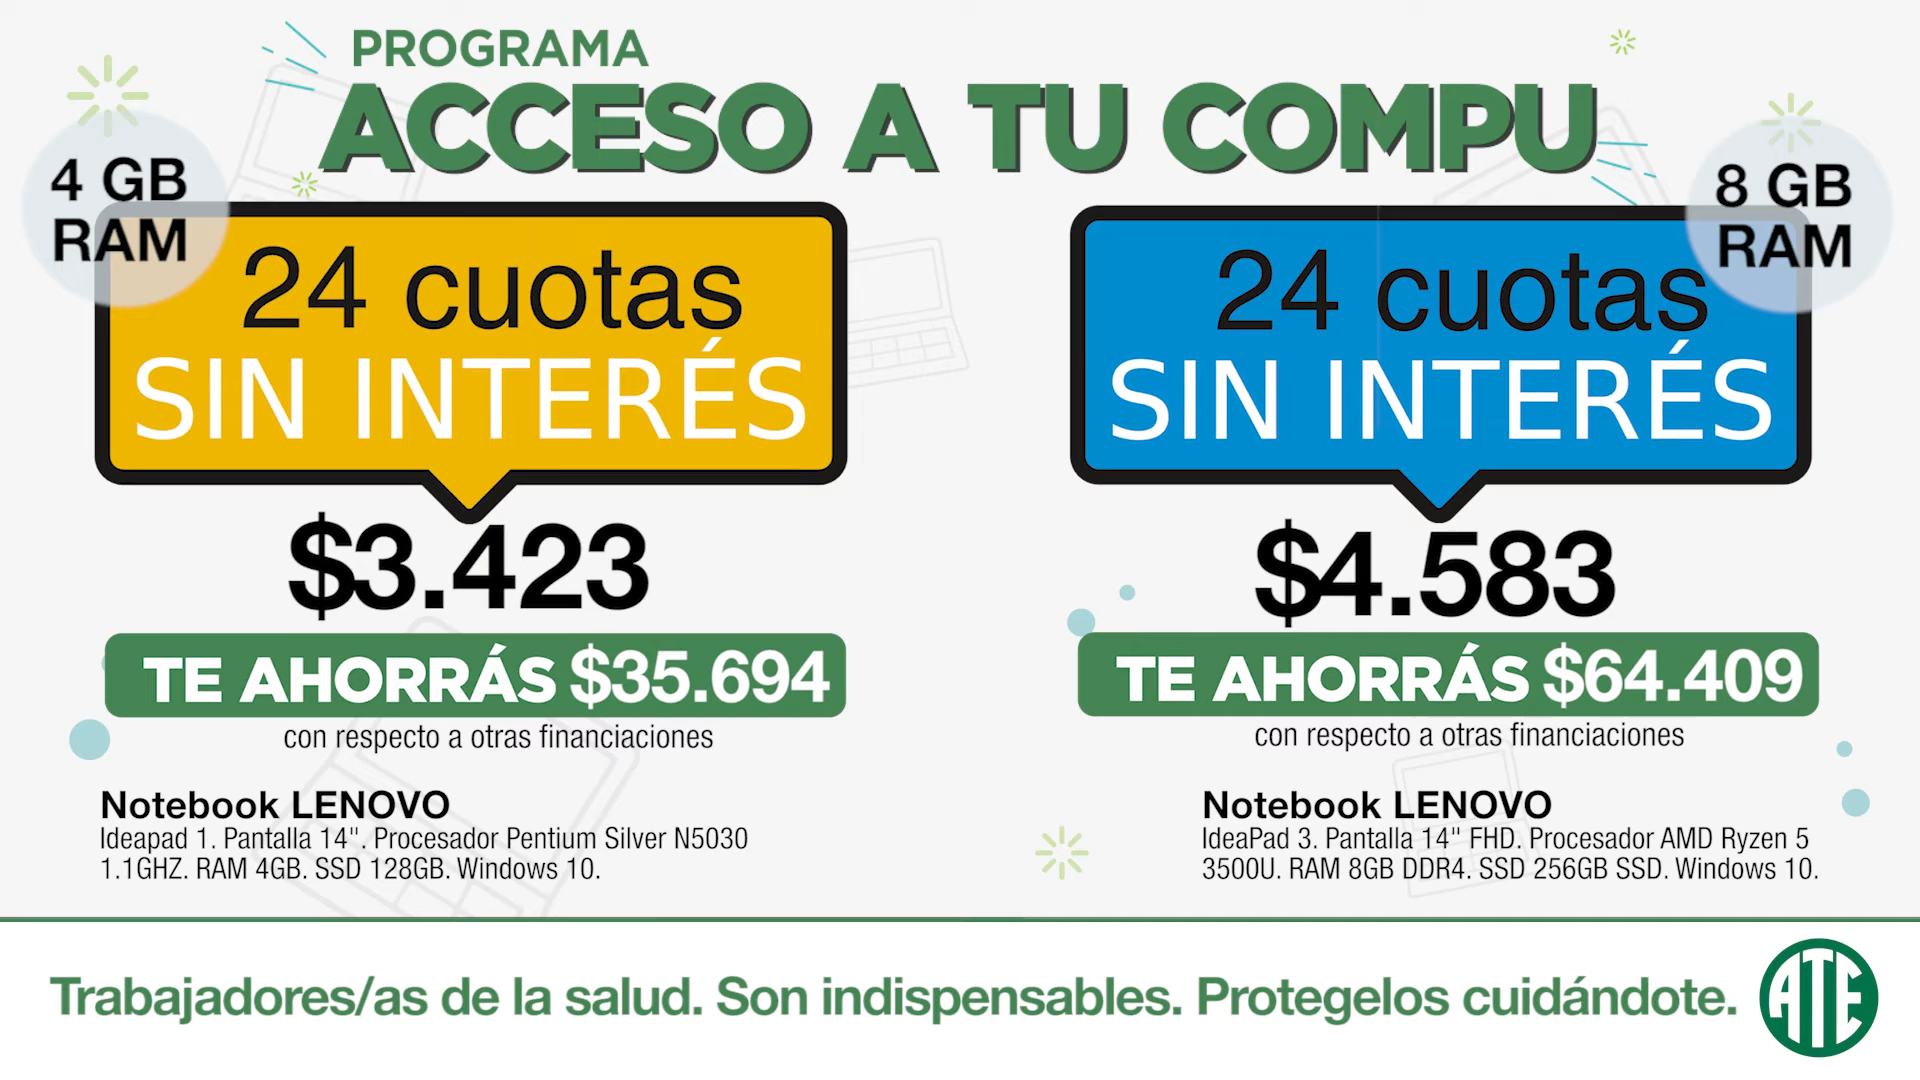 PROGRAMA
ACCESO A TU COMPU
4 GB
RAM
24 cuotas
SIN INTERÉS
$3.423
TE AHORRÁS $35.694
con respecto a otras financiaciones
Notebook LENOVO
Ideapad 1. Pantalla 14" . Procesador Pentium Silver N5030
1.1GHZ. RAM 4GB. SSD 128GB. Windows 10.
8 GB
RAM
24 cuotas
SIN INTERÉS
$4.583
TE AHORRÁS $64.409
con respecto a otras financiaciones
Notebook LENOVO
IdeaPad 3. Pantalla 14" FHD. Procesador AMD Ryzen 5
3500U. RAM 8GB DDR4. SSD 256GB SSD. Windows 10.
Trabajadores/as de la salud. Son indispensables. Protegelos cuidándote.
ATE